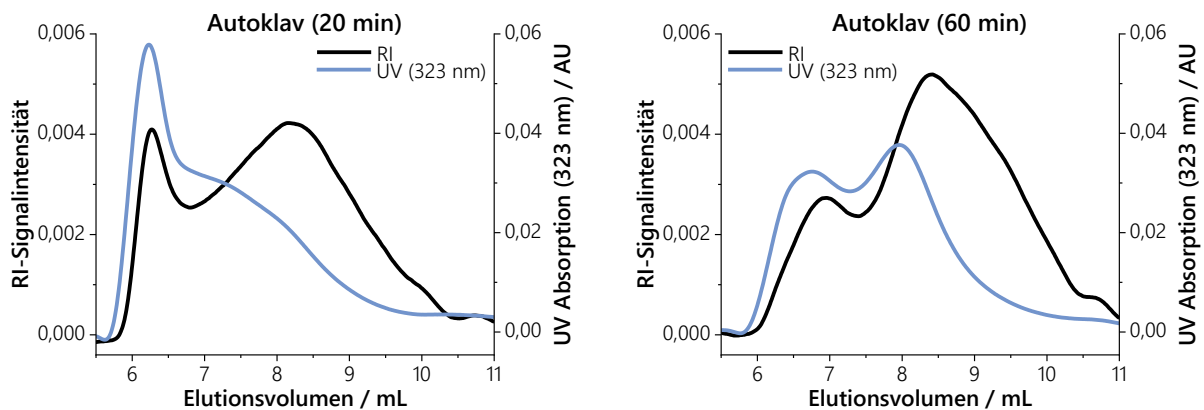 Autoklav (20 min)
RI
UV (323 nm)
RI-Signalintensität
0,006
0,004
0,002
0,000
UV Absorption (323 nm) / AU
0,06
0,04
0,02
0,00
6 7 8 9 10 11
Elutionsvolumen / mL
Autoklav (60 min)
RI
UV (323 nm)
RI-Signalintensität
0,006
0,004
0,002
0,000
UV Absorption (323 nm) / AU
0,06
0,04
0,02
0,00
6 7 8 9 10 11
Elutionsvolumen / mL